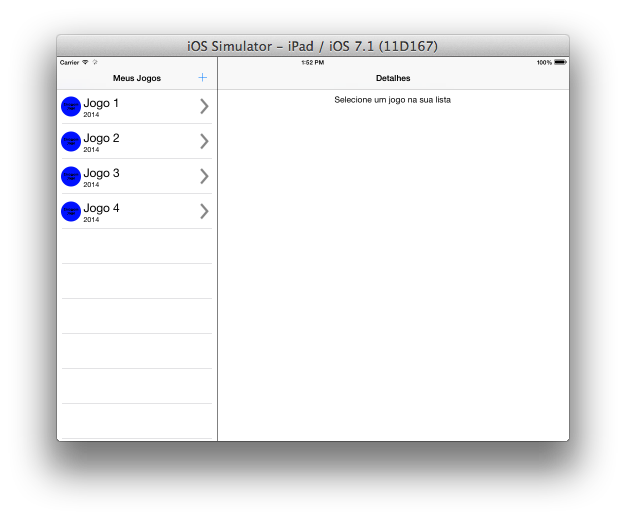 iOS Simulator – iPad / iOS 7.1 (11D167)
Carrier 1:52 PM 100%
Meus Jogos + Detalhes
Selecione um jogo na sua lista
Jogo 1
2014
Jogo 2
2014
Jogo 3
2014
Jogo 4
2014